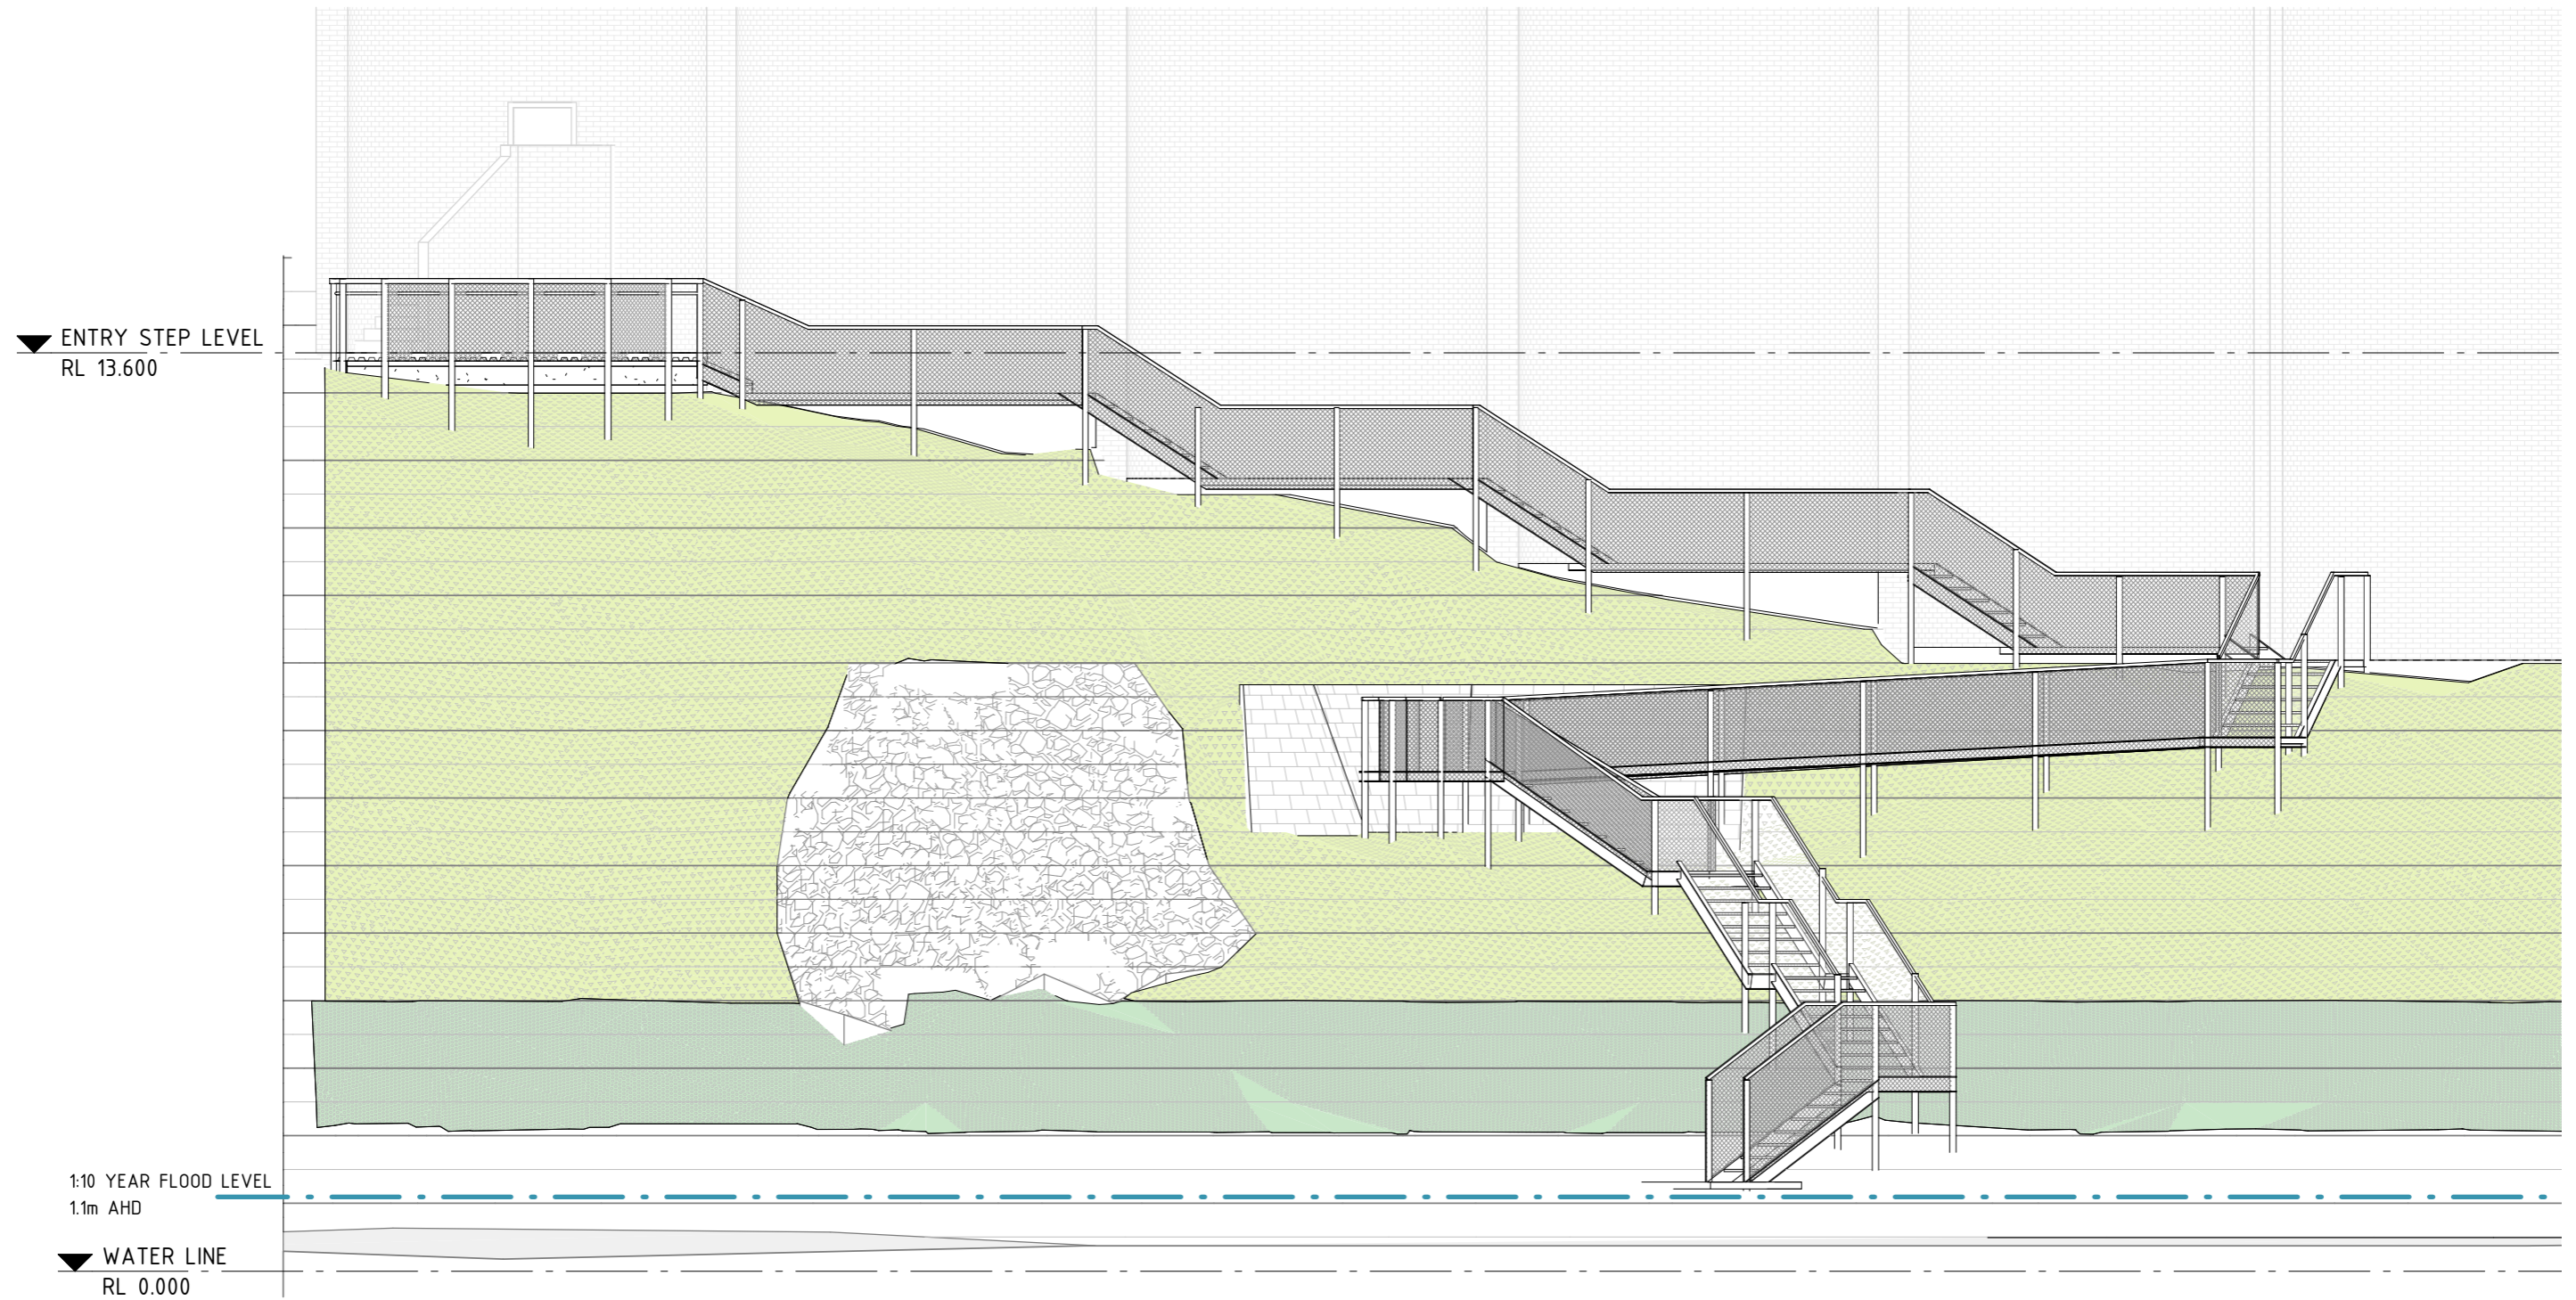 ENTRY STEP LEVEL
RL 13.600
1:10 YEAR FLOOD LEVEL
1.1m AHD
WATER LINE
RL 0.000